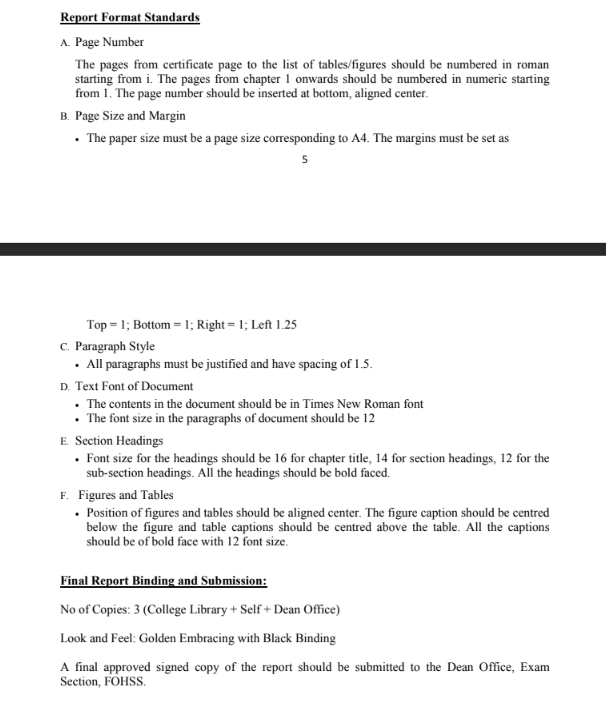 Report Format Standards
A. Page Number
The pages from certificate page to the list of tables/figures should be numbered in roman
starting from i. The pages from chapter 1 onwards should be numbered in numeric starting
from 1. The page number should be inserted at bottom, aligned center.
B. Page Size and Margin
• The paper size must be a page size corresponding to A4. The margins must be set as
5
Top = 1; Bottom = 1; Right = 1; Left 1.25
C. Paragraph Style
• All paragraphs must be justified and have spacing of 1.5.
D. Text Font of Document
• The contents in the document should be in Times New Roman font
• The font size in the paragraphs of document should be 12
E. Section Headings
• Font size for the headings should be 16 for chapter title, 14 for section headings, 12 for the
sub-section headings. All the headings should be bold faced.
F. Figures and Tables
• Position of figures and tables should be aligned center. The figure caption should be centred
below the figure and table captions should be centred above the table. All the captions
should be of bold face with 12 font size.
Final Report Binding and Submission:
No of Copies: 3 (College Library + Self + Dean Office)
Look and Feel: Golden Embracing with Black Binding
A final approved signed copy of the report should be submitted to the Dean Office, Exam
Section, FOHSS.